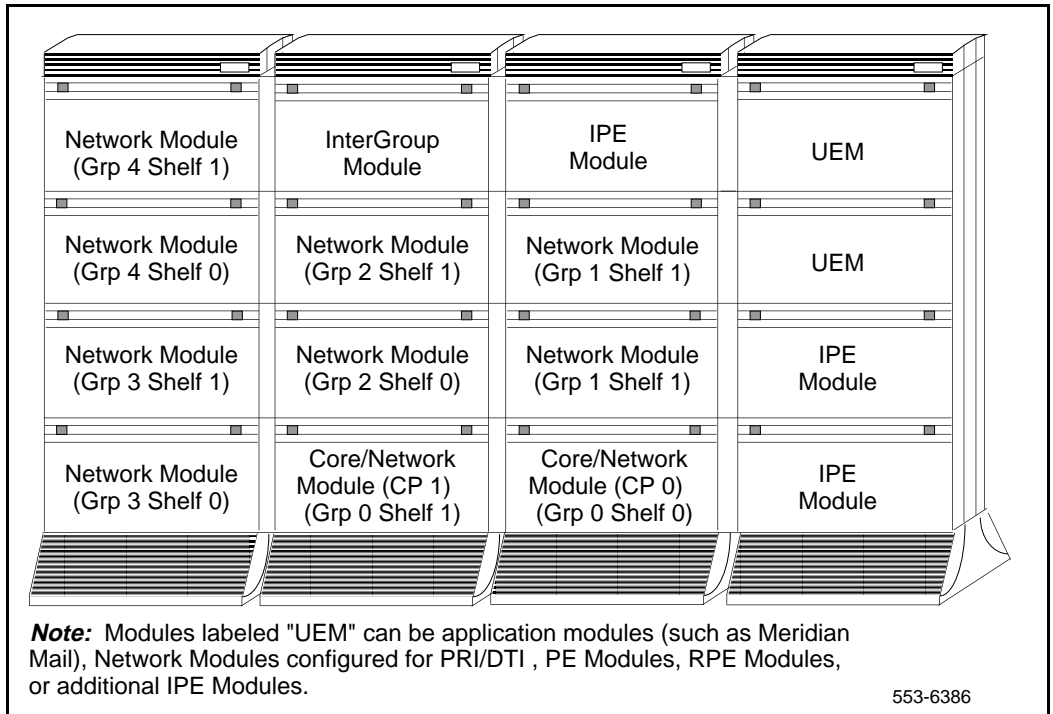 Network Module
(Grp 4 Shelf 1)
InterGroup
Module
IPE
Module
UEM
Network Module
(Grp 4 Shelf 0)
Network Module
(Grp 2 Shelf 1)
Network Module
(Grp 1 Shelf 1)
UEM
Network Module
(Grp 3 Shelf 1)
Network Module
(Grp 2 Shelf 0)
Network Module
(Grp 1 Shelf 1)
IPE
Module
Network Module
(Grp 3 Shelf 0)
Core/Network
Module (CP 1)
(Grp 0 Shelf 1)
Core/Network
Module (CP 0)
(Grp 0 Shelf 0)
IPE
Module
Note: Modules labeled "UEM" can be application modules (such as Meridian
Mail), Network Modules configured for PRI/DTI , PE Modules, RPE Modules,
or additional IPE Modules.
553-6386